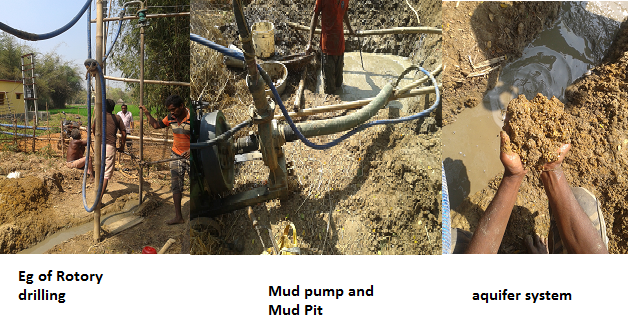 Eg of Rotory
drilling
Mud pump and
Mud Pit
aquifer system